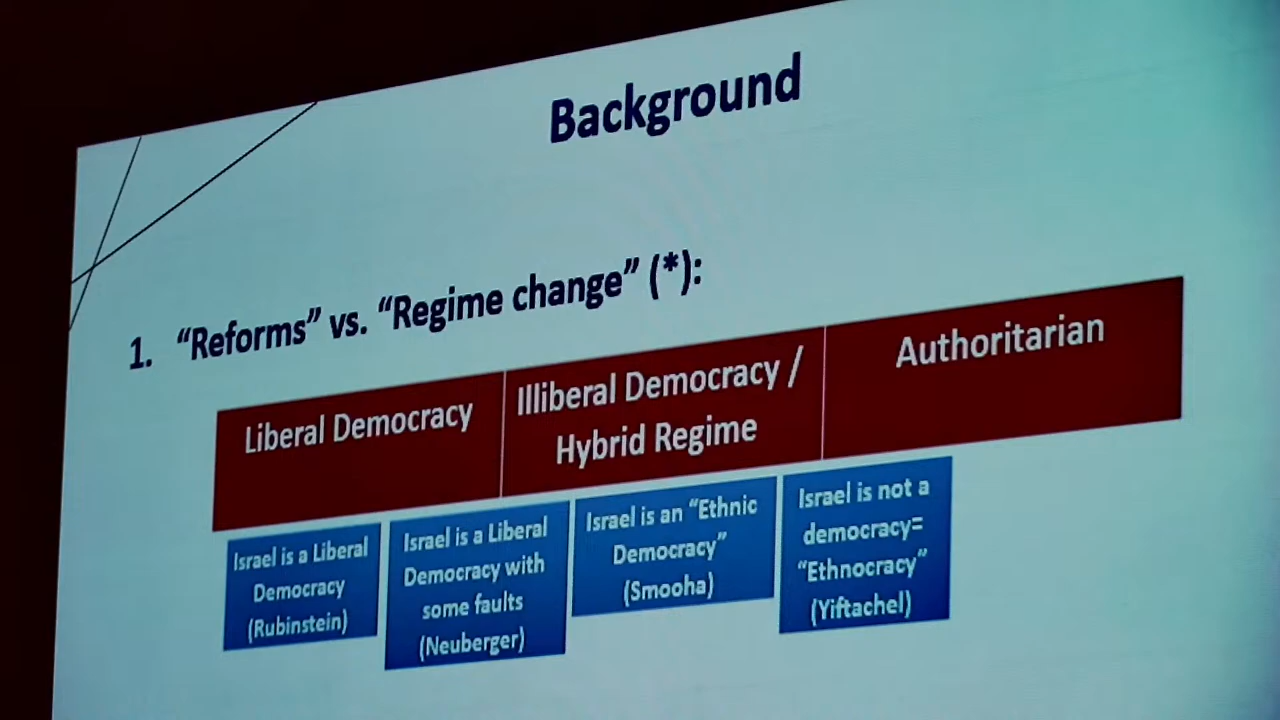 Background
1. “Reforms” vs. “Regime change” (*):
Liberal Democracy
Illiberal Democracy /
Hybrid Regime
Authoritarian
Israel is a Liberal
Democracy
(Rubinstein)
Israel is a Liberal
Democracy with
some faults
(Neuberger)
Israel is an “Ethnic
Democracy”
(Smooha)
Israel is not a
democracy=
“Ethnocracy”
(Yiftachel)